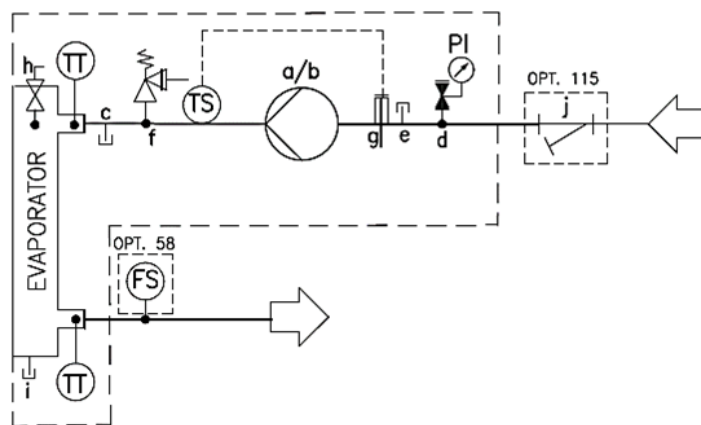 PI
h
TT
a/b
OPT. 115
c
TS
j
f
g
e
d
EVAPORATOR
OPT. 58
FS
i
TT